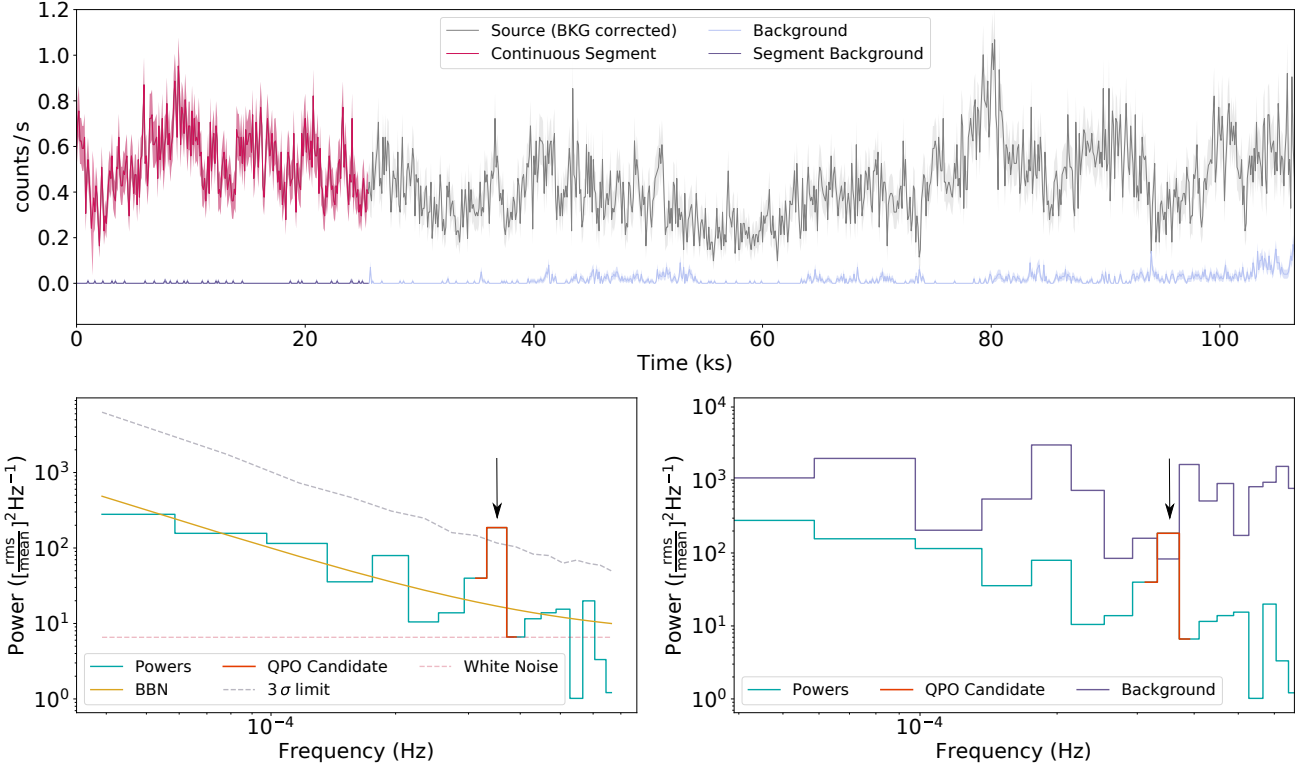 1.2
1.0
0.8
0.6
0.4
0.2
0.0
counts/s
Source (BKG corrected)
Continuous Segment
Background
Segment Background
0 20 40 60 80 100
Time (ks)
10³
10²
10¹
10⁰
Power ([rms/mean]²Hz⁻¹)
Powers
BBN
QPO Candidate
3 σ limit
White Noise
10⁻⁴
Frequency (Hz)
10⁴
10³
10²
10¹
10⁰
Power ([rms/mean]²Hz⁻¹)
Powers
QPO Candidate
Background
10⁻⁴
Frequency (Hz)